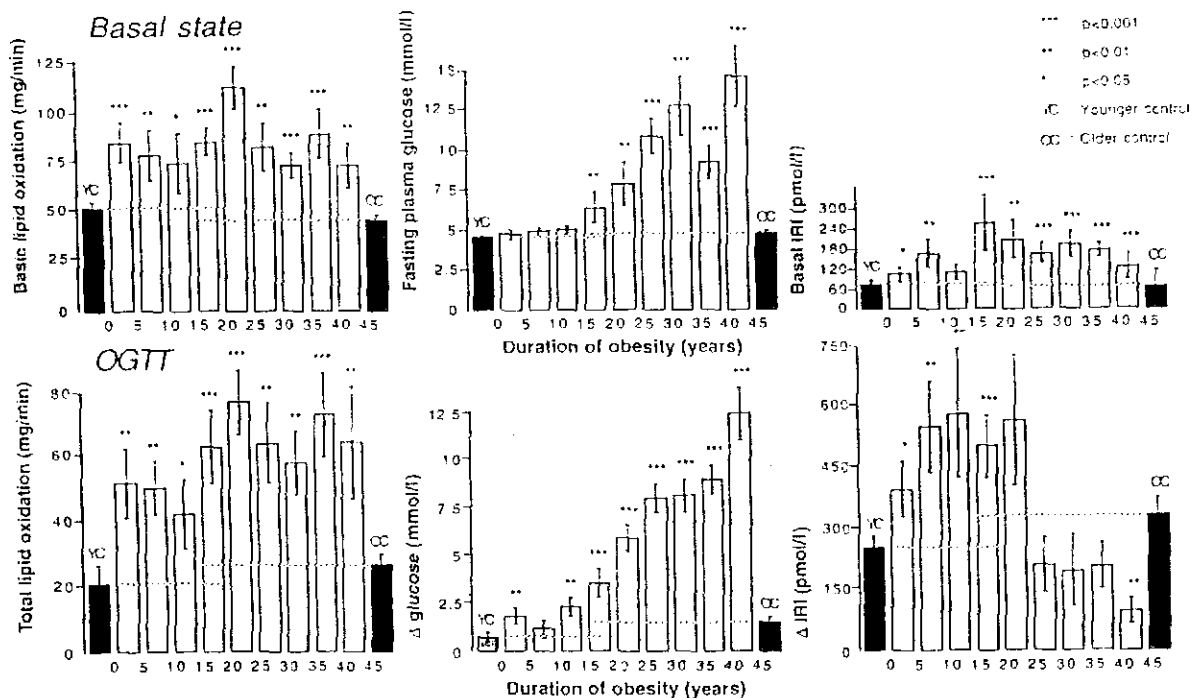 Basal state
*** p<0.001
** p<0.01
* p<0.05
YC Younger control
OC Older control
Basic lipid oxidation (mg/min)
125
100
75
50
25
0
YC
***
**
*
***
***
**
***
***
**
OC
0 5 10 15 20 25 30 35 40 45
Fasting plasma glucose (mmol/l)
15
12.5
10
7.5
5
2.5
YC
**
**
***
***
***
***
OC
0 5 10 15 20 25 30 35 40 45
Duration of obesity (years)
Basal IRI (pmol/l)
300
240
180
120
60
0
YC
*
**
***
**
***
***
***
***
OC
0 5 10 15 20 25 30 35 40 45
OGTT
Total lipid oxidation (mg/min)
80
60
40
20
0
YC
**
**
*
***
***
**
**
***
**
OC
0 5 10 15 20 25 30 35 40 45
Δ glucose (mmol/l)
12.5
10
7.5
5
2.5
0
YC
**
**
***
***
***
***
***
***
OC
0 5 10 15 20 25 30 35 40 45
Duration of obesity (years)
Δ IRI (pmol/l)
750
600
450
300
150
0
YC
*
**
**
***
**
OC
0 5 10 15 20 25 30 35 40 45